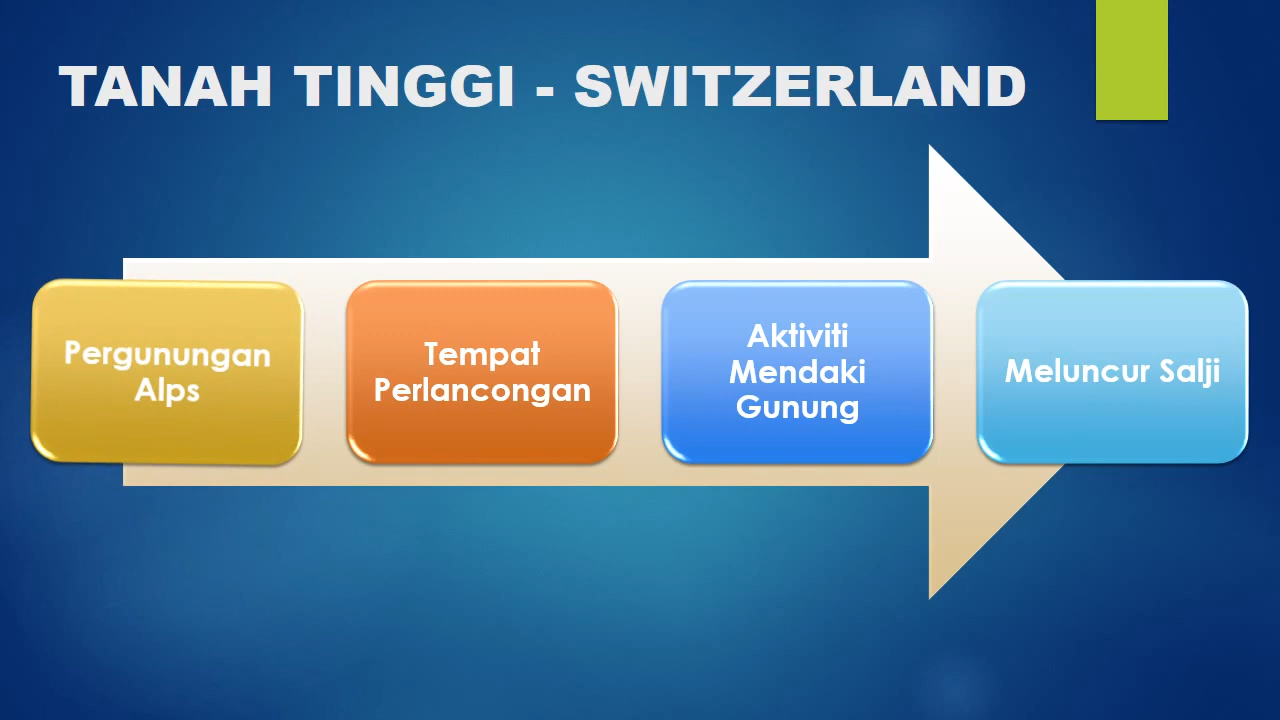 TANAH TINGGI - SWITZERLAND
Pergunungan
Alps
Tempat
Perlancongan
Aktiviti
Mendaki
Gunung
Meluncur Salji